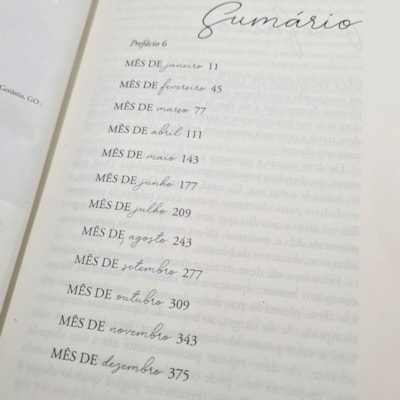 Sumário
Prefácio 6
MÊS DE janeiro 11
MÊS DE fevereiro 45
MÊS DE março 77
MÊS DE abril 111
MÊS DE maio 143
MÊS DE junho 177
MÊS DE julho 209
MÊS DE agosto 243
MÊS DE setembro 277
MÊS DE outubro 309
MÊS DE novembro 343
MÊS DE dezembro 375
Goiânia, GO -